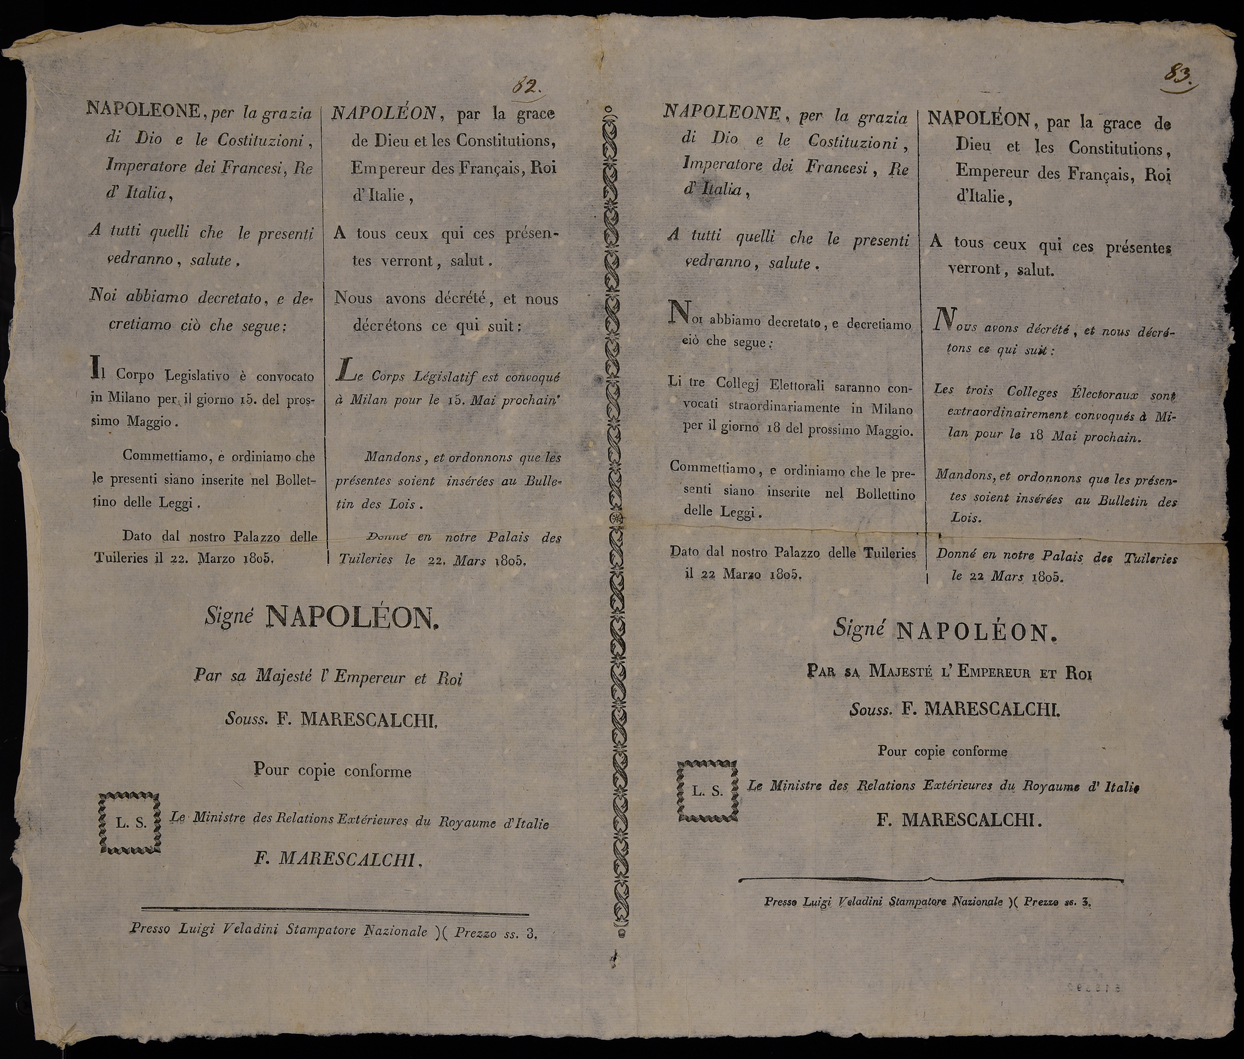 62.
NAPOLEONE, per la grazia
di Dio e le Costituzioni,
Imperatore dei Francesi, Re
d' Italia,
A tutti quelli che le presenti
vedranno, salute.
Noi abbiamo decretato, e de-
cretiamo ciò che segue:
Il Corpo Legislativo è convocato
in Milano per il giorno 15. del pros-
simo Maggio.
Commettiamo, e ordiniamo che
le presenti siano inserite nel Bollet-
tino delle Leggi.
Dato dal nostro Palazzo delle
Tuileries il 22. Marzo 1805.
NAPOLÉON, par la grace
de Dieu et les Constitutions,
Empereur des Français, Roi
d'Italie,
A tous ceux qui ces présen-
tes verront, salut.
Nous avons décrété, et nous
décrétons ce qui suit:
Le Corps Législatif est convoqué
à Milan pour le 15. Mai prochain
Mandons, et ordonnons que les
présentes soient insérées au Bulle-
tin des Lois.
Donné en notre Palais des
Tuileries le 22. Mars 1805.
Signé NAPOLÉON.
Par sa Majesté l'Empereur et Roi
Souss. F. MARESCALCHI.
Pour copie conforme
L. S.
Le Ministre des Relations Extérieures du Royaume d'Italie
F. MARESCALCHI.
Presso Luigi Veladini Stampatore Nazionale )( Prezzo ss. 3.
83.
NAPOLEONE, per la grazia
di Dio e le Costituzioni,
Imperatore dei Francesi, Re
d' Italia,
A tutti quelli che le presenti
vedranno, salute.
Noi abbiamo decretato, e decretiamo
ciò che segue:
Li tre Collegj Elettorali saranno con-
vocati straordinariamente in Milano
per il giorno 18 del prossimo Maggio.
Commettiamo, e ordiniamo che le pre-
senti siano inserite nel Bollettino
delle Leggi.
Dato dal nostro Palazzo delle Tuileries
il 22 Marzo 1805.
NAPOLÉON, par la grace de
Dieu et les Constitutions,
Empereur des Français, Roi
d'Italie,
A tous ceux qui ces présentes
verront, salut.
Nous avons décrété, et nous décré-
tons ce qui suit:
Les trois Colleges Électoraux sont
extraordinairement convoqués à Mi-
lan pour le 18 Mai prochain.
Mandons, et ordonnons que les présen-
tes soient insérées au Bulletin des
Lois.
Donné en notre Palais des Tuileries
le 22 Mars 1805.
Signé NAPOLÉON.
PAR SA MAJESTÉ L'EMPEREUR ET ROI
Souss. F. MARESCALCHI.
Pour copie conforme
L. S.
Le Ministre des Relations Extérieures du Royaume d'Italie
F. MARESCALCHI.
Presso Luigi Veladini Stampatore Nazionale )( Prezzo ss. 3.